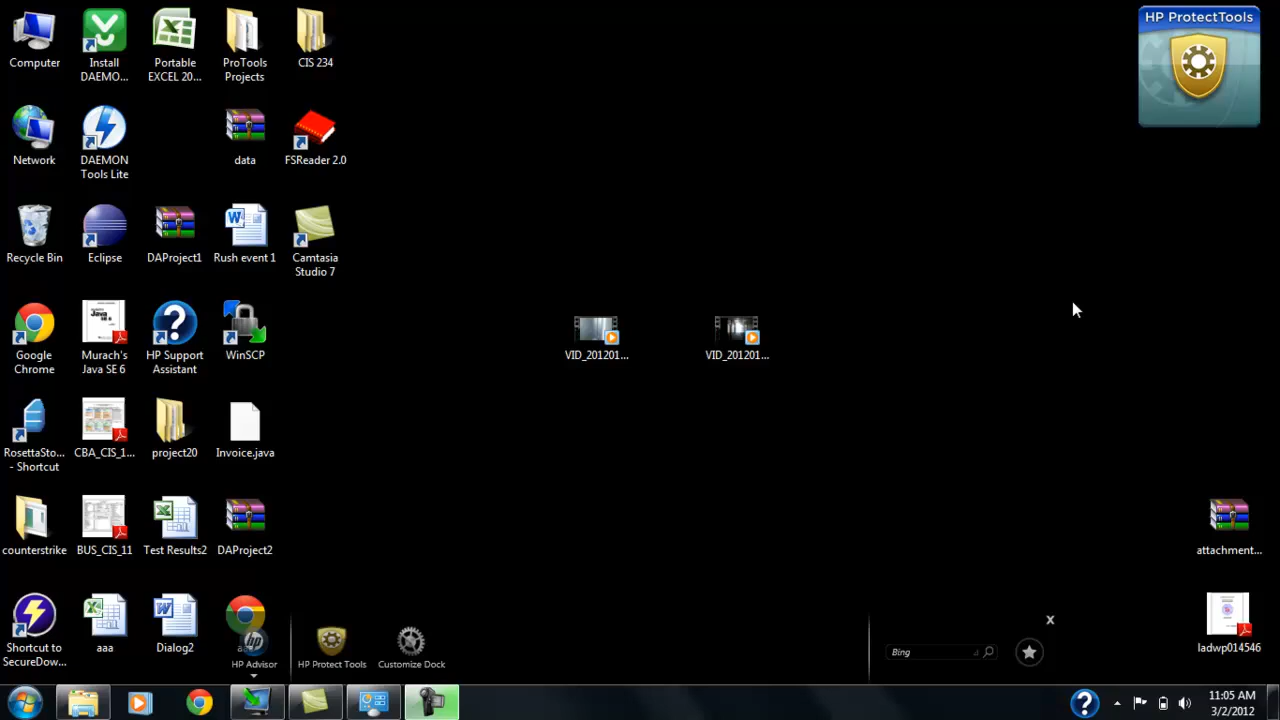 HP ProtectTools
Computer
Install
DAEMO...
Portable
EXCEL 20...
ProTools
Projects
CIS 234
Network
DAEMON
Tools Lite
data
FSReader 2.0
Recycle Bin
Eclipse
DAProject1
Rush event 1
Camtasia
Studio 7
Google
Chrome
Murach's
Java SE 6
HP Support
Assistant
WinSCP
VID_201201...
VID_201201...
RosettaSto...
- Shortcut
CBA_CIS_1...
project20
Invoice.java
counterstrike
BUS_CIS_11
Test Results2
DAProject2
attachment...
Shortcut to
SecureDow...
aaa
Dialog2
HP Advisor
HP Protect Tools
Customize Dock
Bing
ladwp014546
11:05 AM
3/2/2012